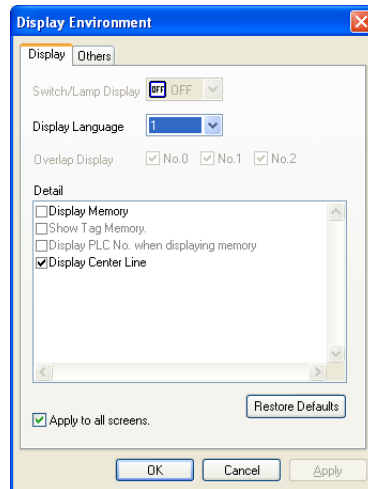 Display Environment
Display Others
Switch/Lamp Display OFF OFF
Display Language 1
Overlap Display No.0 No.1 No.2
Detail
Display Memory
Show Tag Memory.
Display PLC No. when displaying memory
Display Center Line
Restore Defaults
Apply to all screens.
OK Cancel Apply